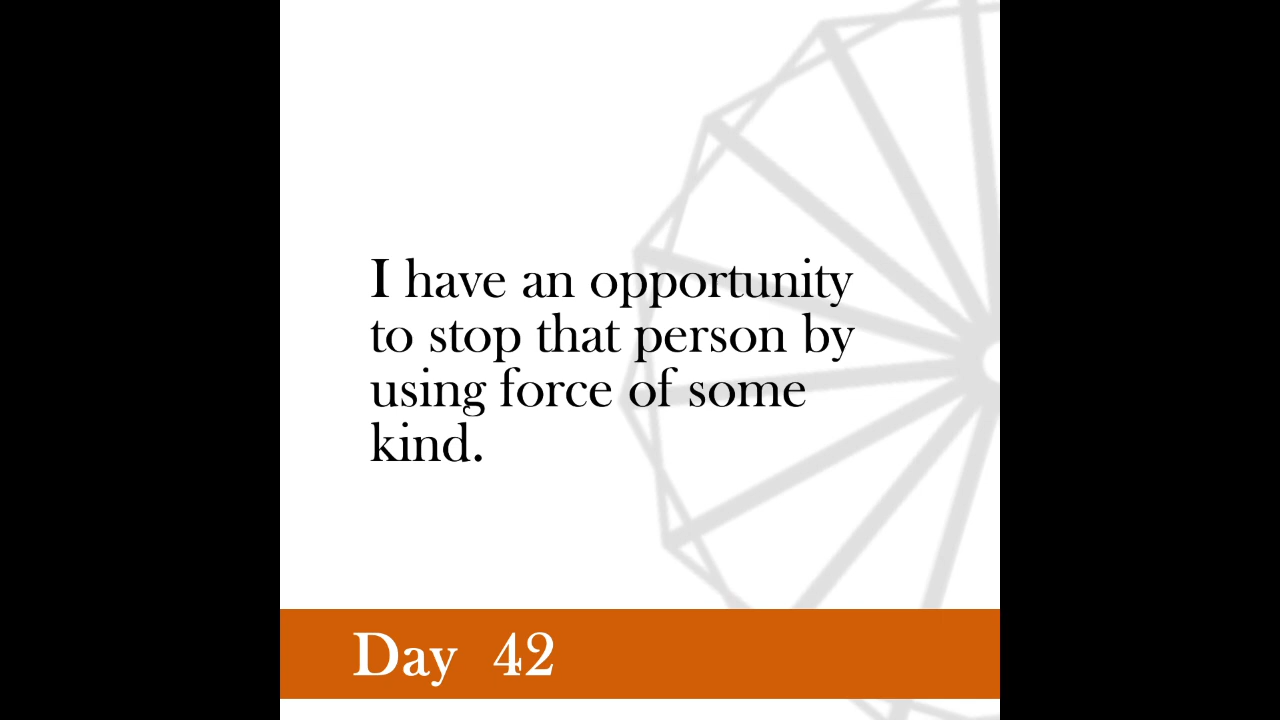 I have an opportunity
to stop that person by
using force of some
kind.
Day 42